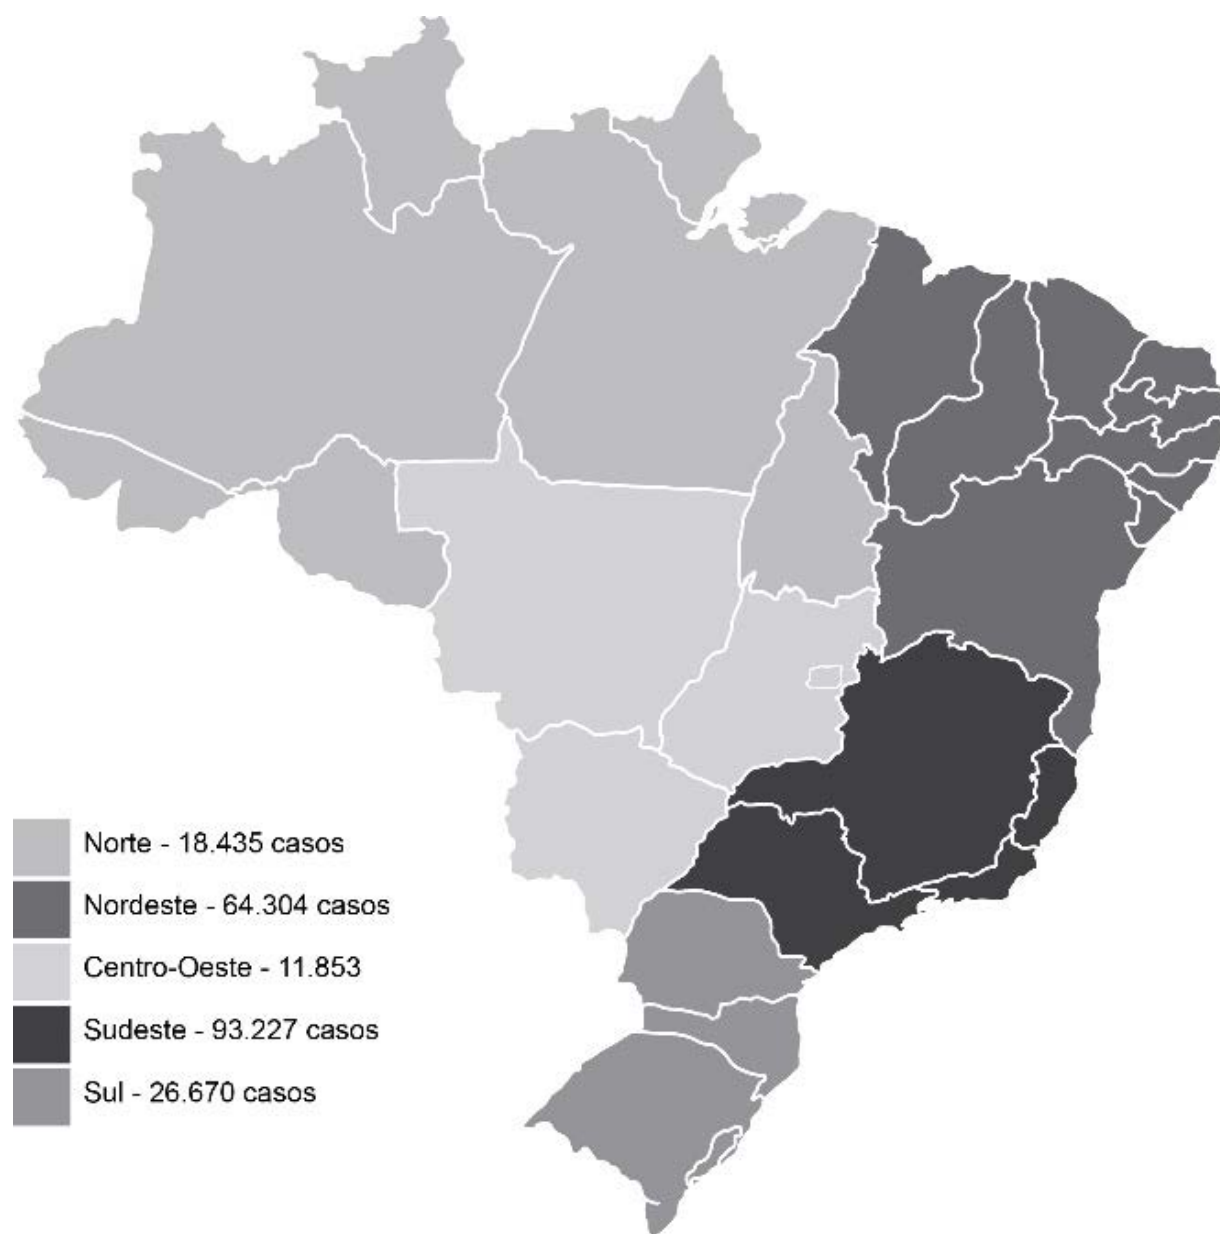 Norte - 18.435 casos
Nordeste - 64.304 casos
Centro-Oeste - 11.853
Sudeste - 93.227 casos
Sul - 26.670 casos